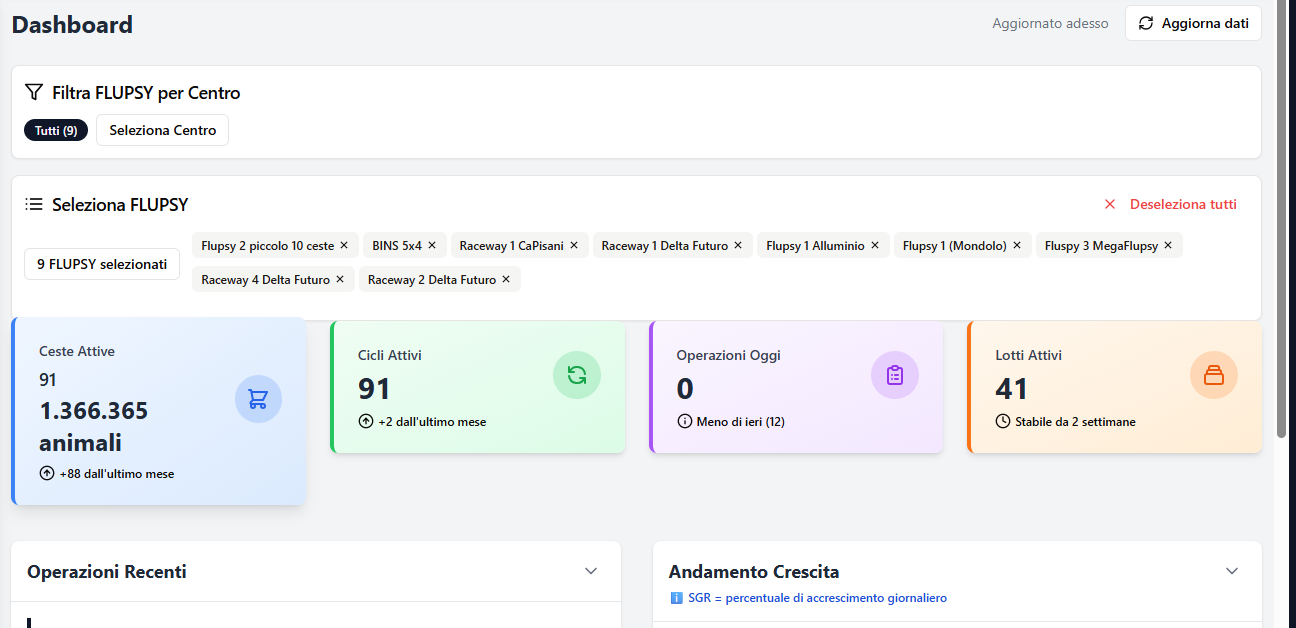 Dashboard
Aggiornato adesso
Aggiorna dati
Filtra FLUPSY per Centro
Tutti (9)
Seleziona Centro
Seleziona FLUPSY
Deseleziona tutti
9 FLUPSY selezionati
Flupsy 2 piccolo 10 ceste ✕ BINS 5x4 ✕ Raceway 1 CaPisani ✕ Raceway 1 Delta Futuro ✕ Flupsy 1 Alluminio ✕ Flupsy 1 (Mondolo) ✕ Fluspy 3 MegaFlupsy ✕
Raceway 4 Delta Futuro ✕ Raceway 2 Delta Futuro ✕
Ceste Attive
91
1.366.365
animali
+88 dall'ultimo mese
Cicli Attivi
91
+2 dall'ultimo mese
Operazioni Oggi
0
Meno di ieri (12)
Lotti Attivi
41
Stabile da 2 settimane
Operazioni Recenti
Andamento Crescita
ℹ️ SGR = percentuale di accrescimento giornaliero